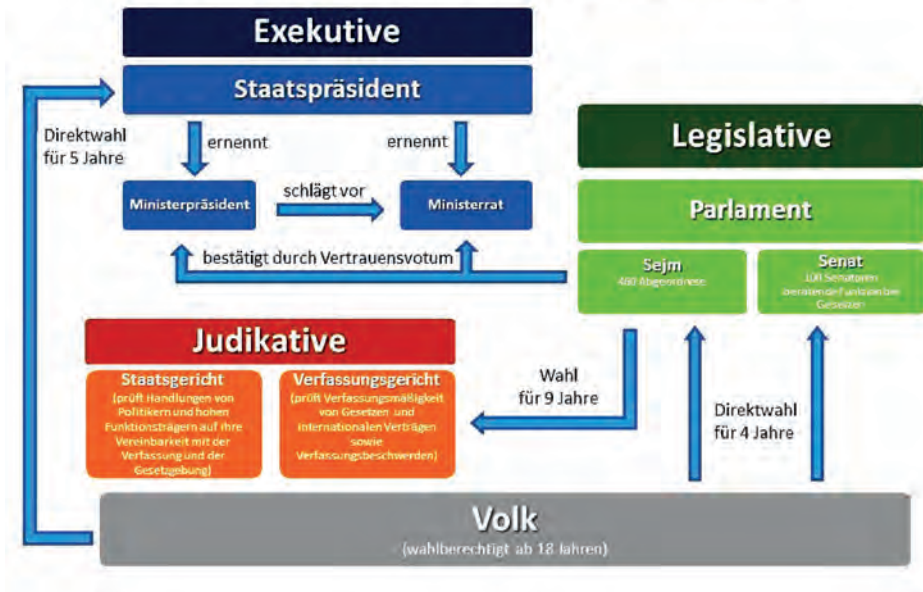 Exekutive
Staatspräsident
Direktwahl
für 5 Jahre
ernennt
ernennt
Ministerpräsident
schlägt vor
Ministerrat
bestätigt durch Vertrauensvotum
Legislative
Parlament
Sejm
460 Abgeordnete
Senat
100 Senatoren
Gesetzen
Judikative
Staatsgericht
(prüft Handlungen von
Politikern und hohen
Funktionsträgern auf ihre
Vereinbarkeit mit der
Verfassung und der
Gesetzgebung)
Verfassungsgericht
(prüft Verfassungsmäßigkeit
von Gesetzen und
internationalen Verträgen
sowie
Verfassungsbeschwerden)
Wahl
für 9 Jahre
Direktwahl
für 4 Jahre
Volk
(wahlberechtigt ab 18 Jahren)